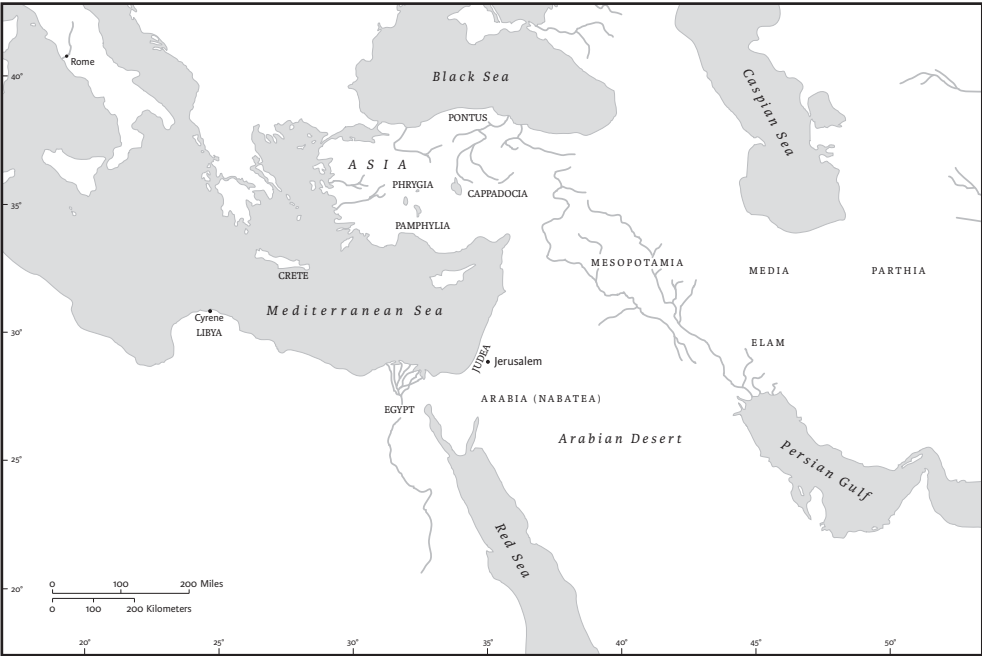 Rome
40°
Black Sea
Caspian Sea
PONTUS
ASIA
PHRYGIA
CAPPADOCIA
35°
PAMPHYLIA
MESOPOTAMIA
MEDIA
PARTHIA
CRETE
Mediterranean Sea
Cyrene
LIBYA
30°
ELAM
JUDEA
Jerusalem
ARABIA (NABATEA)
EGYPT
Arabian Desert
25°
Persian Gulf
Red Sea
0 100 200 Miles
0 100 200 Kilometers
20°
20° 25° 30° 35° 40° 45° 50°